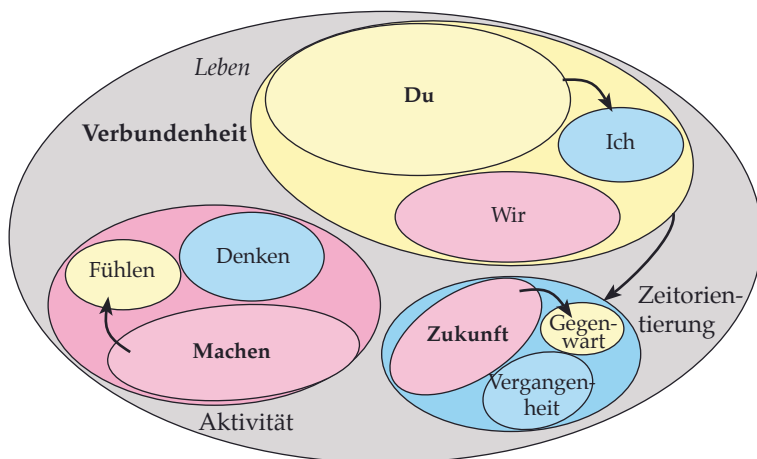 Leben
Du
Verbundenheit
Ich
Wir
Denken
Fühlen
Machen
Aktivität
Zeitorien-
tierung
Zukunft
Gegen-
wart
Vergangen-
heit